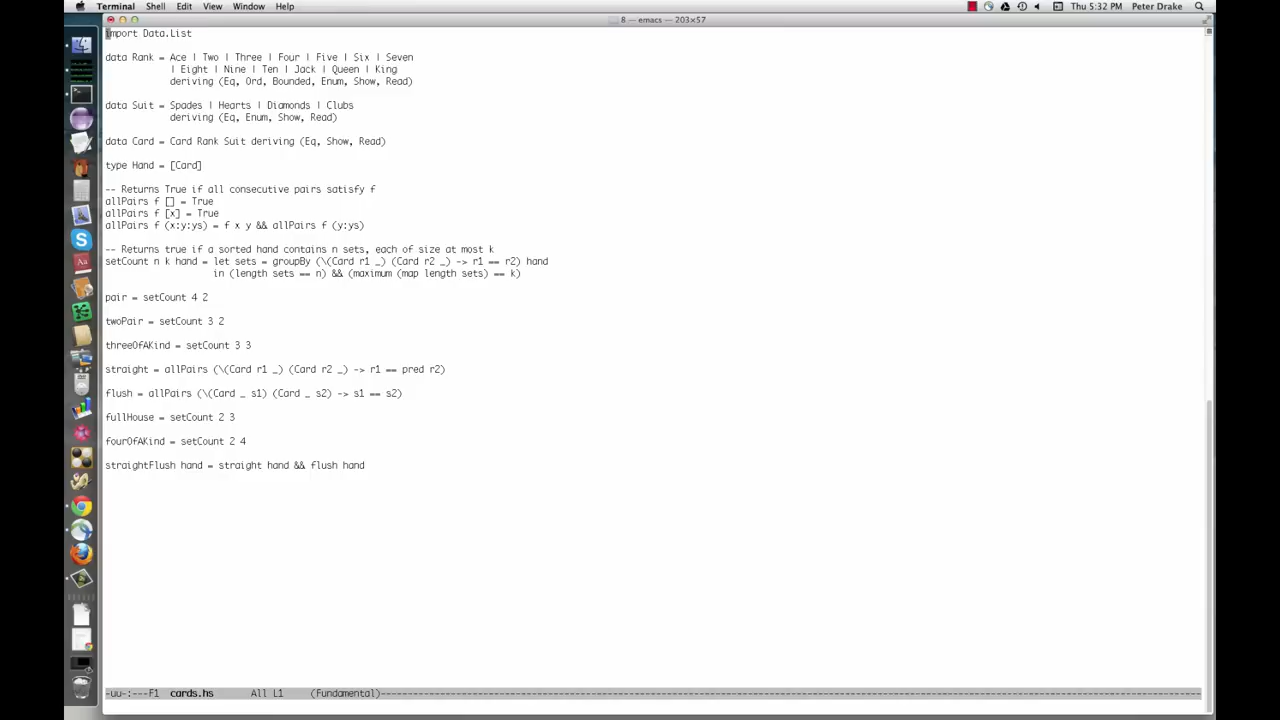 Terminal Shell Edit View Window Help Thu 5:32 PM Peter Drake
8. — emacs — 203×57
import Data.List
data Rank = Ace | Two | Three | Four | Five | Six | Seven
| Eight | Nine | Ten | Jack | Queen | King
deriving (Eq, Ord, Bounded, Enum, Show, Read)
data Suit = Spades | Hearts | Diamonds | Clubs
deriving (Eq, Enum, Show, Read)
data Card = Card Rank Suit deriving (Eq, Show, Read)
type Hand = [Card]
-- Returns True if all consecutive pairs satisfy f
allPairs f [] = True
allPairs f [x] = True
allPairs f (x:y:ys) = f x y && allPairs f (y:ys)
-- Returns true if a sorted hand contains n sets, each of size at most k
setCount n k hand = let sets = groupBy (\(Card r1 _) (Card r2 _) -> r1 == r2) hand
in (length sets == n) && (maximum (map length sets) == k)
pair = setCount 4 2
twoPair = setCount 3 2
threeOfAKind = setCount 3 3
straight = allPairs (\(Card r1 _) (Card r2 _) -> r1 == pred r2)
flush = allPairs (\(Card _ s1) (Card _ s2) -> s1 == s2)
fullHouse = setCount 2 3
fourOfAKind = setCount 2 4
straightFlush hand = straight hand && flush hand
-uu-:---F1 cards.hs All L1 (Fundamental)